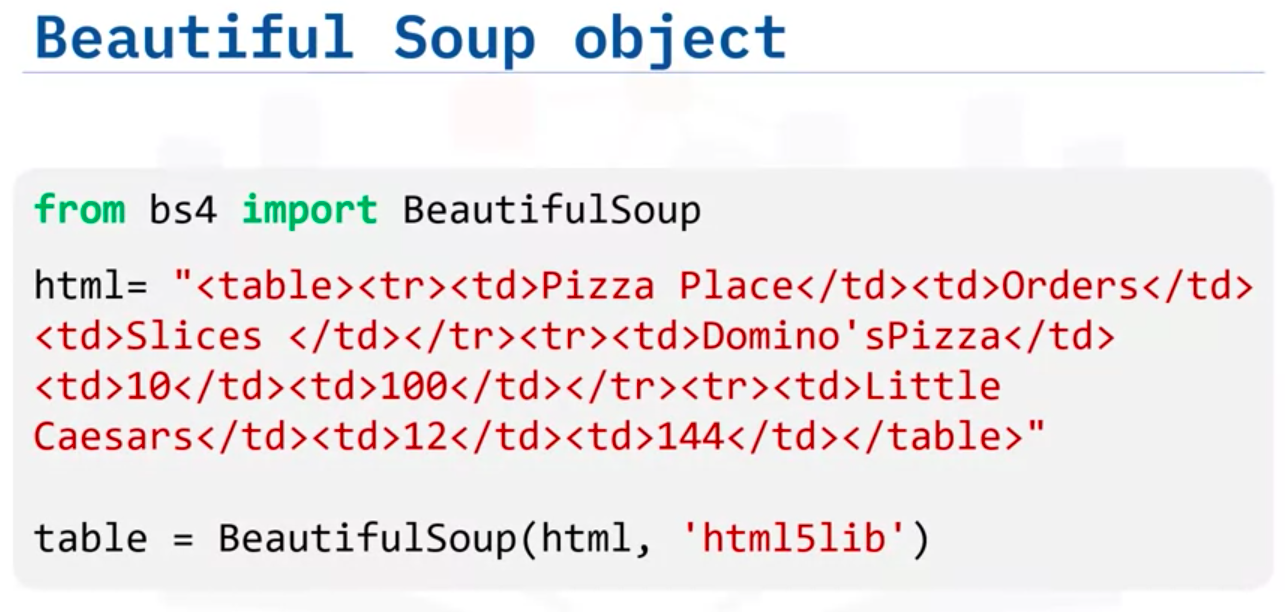 Beautiful Soup object
from bs4 import BeautifulSoup
html= "<table><tr><td>Pizza Place</td><td>Orders</td>
<td>Slices </td></tr><tr><td>Domino'sPizza</td>
<td>10</td><td>100</td></tr><tr><td>Little
Caesars</td><td>12</td><td>144</td></table>"
table = BeautifulSoup(html, 'html5lib')